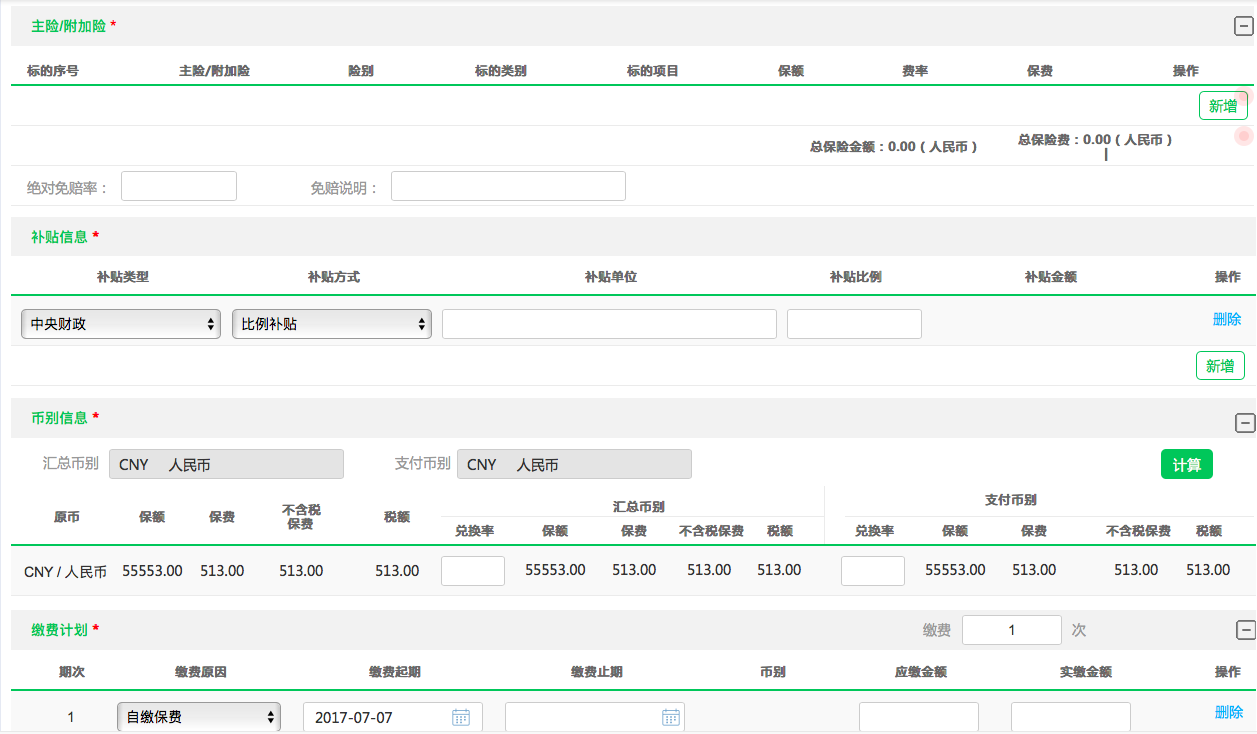 主险/附加险 *
标的序号 主险/附加险 险别 标的类别 标的项目 保额 费率 保费 操作
新增
总保险金额：0.00 ( 人民币 ) 总保险费：0.00 ( 人民币 )
绝对免赔率： 免赔说明：
补贴信息 *
补贴类型 补贴方式 补贴单位 补贴比例 补贴金额 操作
中央财政 比例补贴 删除
新增
币别信息 *
汇总币别 CNY 人民币 支付币别 CNY 人民币 计算
原币 保额 保费 不含税
保费 税额 汇总币别 支付币别
兑换率 保额 保费 不含税保费 税额 兑换率 保额 保费 不含税保费 税额
CNY / 人民币 55553.00 513.00 513.00 513.00 55553.00 513.00 513.00 513.00 55553.00 513.00 513.00 513.00
缴费计划 * 缴费 1 次
期次 缴费原因 缴费起期 缴费止期 币别 应缴金额 实缴金额 操作
1 自缴保费 2017-07-07 删除